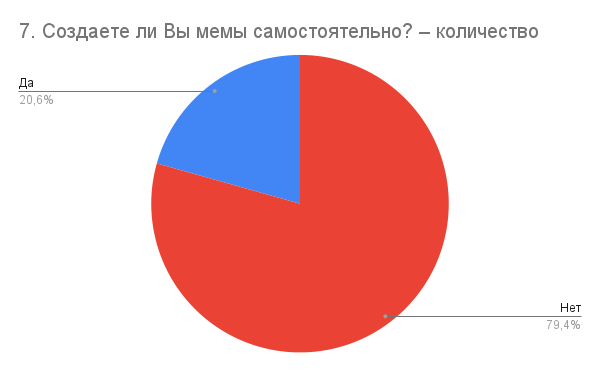 7. Создаете ли Вы мемы самостоятельно? – количество
Да
20,6%
Нет
79,4%